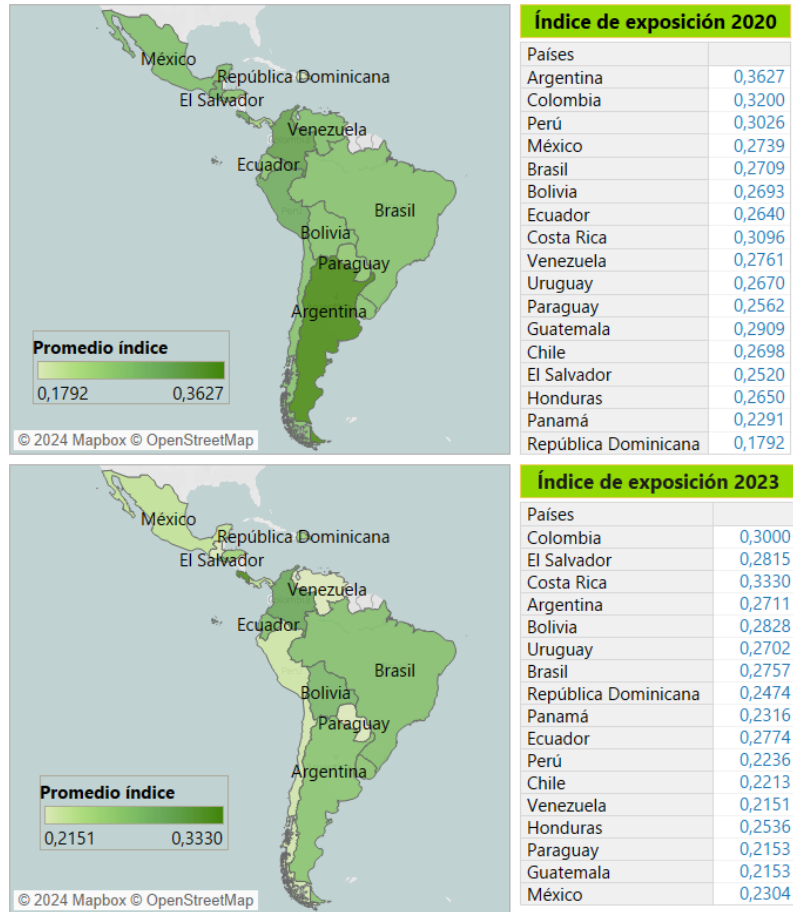 México
República Dominicana
El Salvador
Venezuela
Ecuador
Brasil
Bolivia
Paraguay
Argentina
Promedio índice
0,1792 0,3627
© 2024 Mapbox © OpenStreetMap
Índice de exposición 2020
Países
Argentina 0,3627
Colombia 0,3200
Perú 0,3026
México 0,2739
Brasil 0,2709
Bolivia 0,2693
Ecuador 0,2640
Costa Rica 0,3096
Venezuela 0,2761
Uruguay 0,2670
Paraguay 0,2562
Guatemala 0,2909
Chile 0,2698
El Salvador 0,2520
Honduras 0,2650
Panamá 0,2291
República Dominicana 0,1792
México
República Dominicana
El Salvador
Venezuela
Ecuador
Brasil
Bolivia
Paraguay
Argentina
Promedio índice
0,2151 0,3330
© 2024 Mapbox © OpenStreetMap
Índice de exposición 2023
Países
Colombia 0,3000
El Salvador 0,2815
Costa Rica 0,3330
Argentina 0,2711
Bolivia 0,2828
Uruguay 0,2702
Brasil 0,2757
República Dominicana 0,2474
Panamá 0,2316
Ecuador 0,2774
Perú 0,2236
Chile 0,2213
Venezuela 0,2151
Honduras 0,2536
Paraguay 0,2153
Guatemala 0,2153
México 0,2304